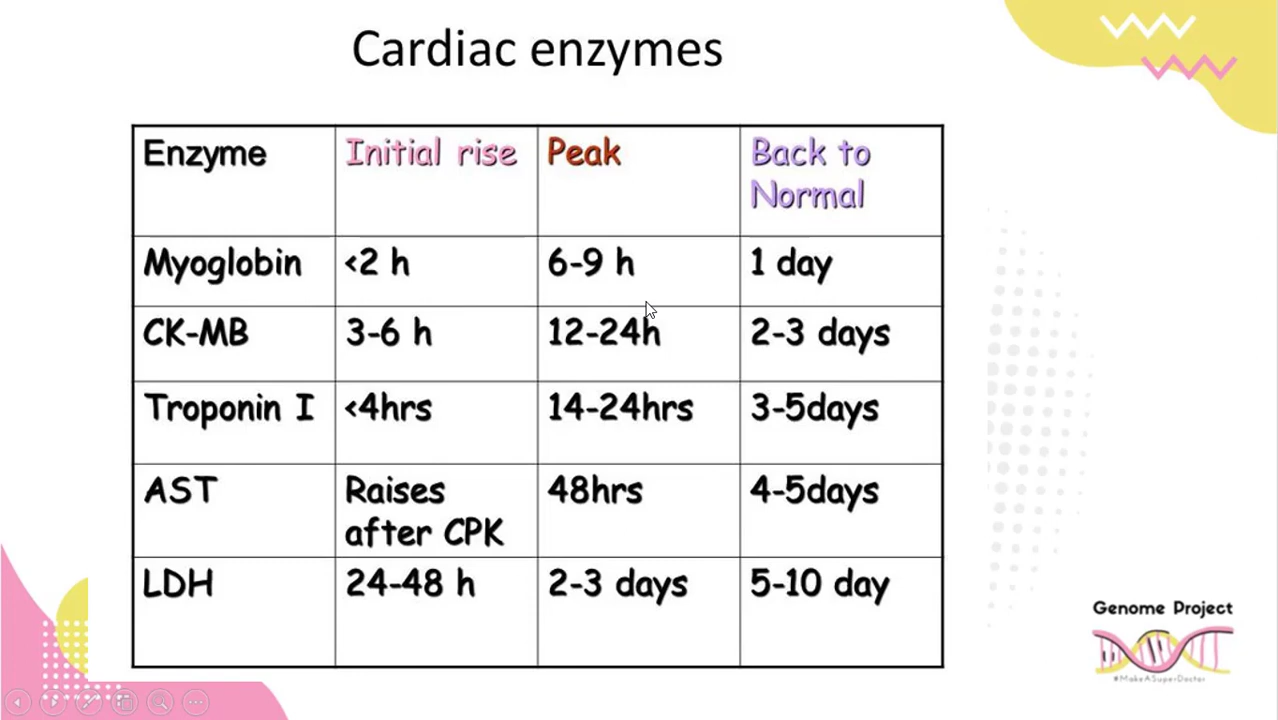 Cardiac enzymes
Enzyme Initial rise Peak Back to
Normal
Myoglobin <2 h 6-9 h 1 day
CK-MB 3-6 h 12-24h 2-3 days
Troponin I <4hrs 14-24hrs 3-5days
AST Raises 48hrs 4-5days
after CPK
LDH 24-48 h 2-3 days 5-10 day
Genome Project
#MakeASuperDoctor